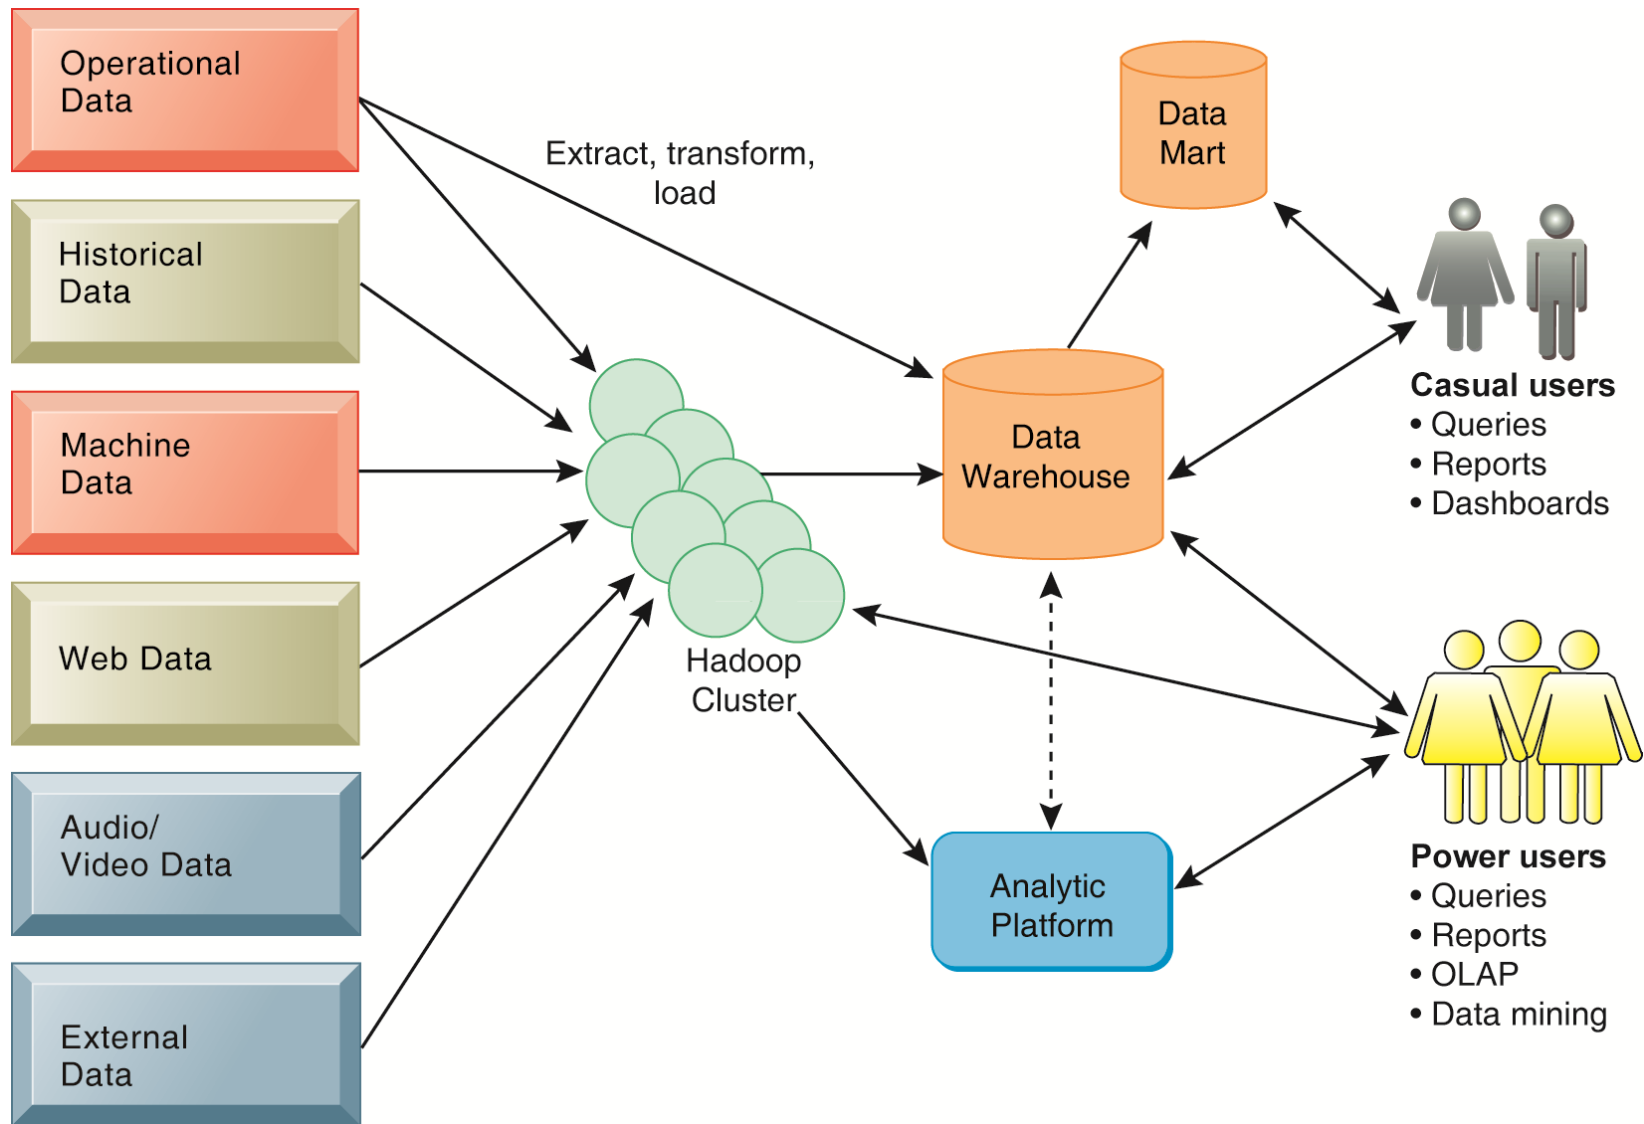 Operational
Data
Historical
Data
Machine
Data
Web Data
Audio/
Video Data
External
Data
Extract, transform,
load
Hadoop
Cluster
Data
Mart
Data
Warehouse
Analytic
Platform
Casual users
• Queries
• Reports
• Dashboards
Power users
• Queries
• Reports
• OLAP
• Data mining